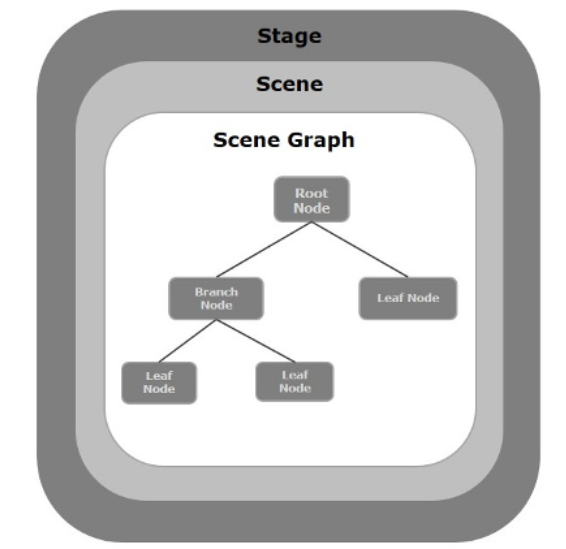 Stage
Scene
Scene Graph
Root
Node
Branch
Node
Leaf Node
Leaf
Node
Leaf
Node